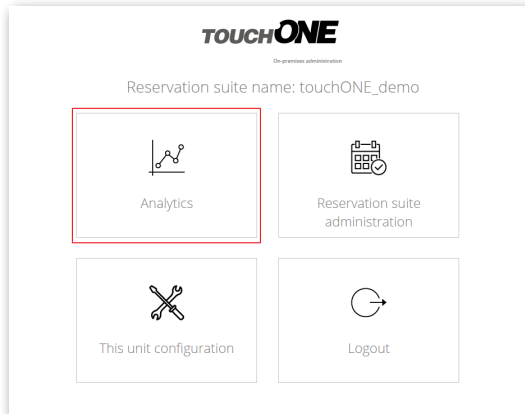 TOUCHONE
On-premises administration
Reservation suite name: touchONE_demo
Analytics
Reservation suite
administration
This unit configuration
Logout